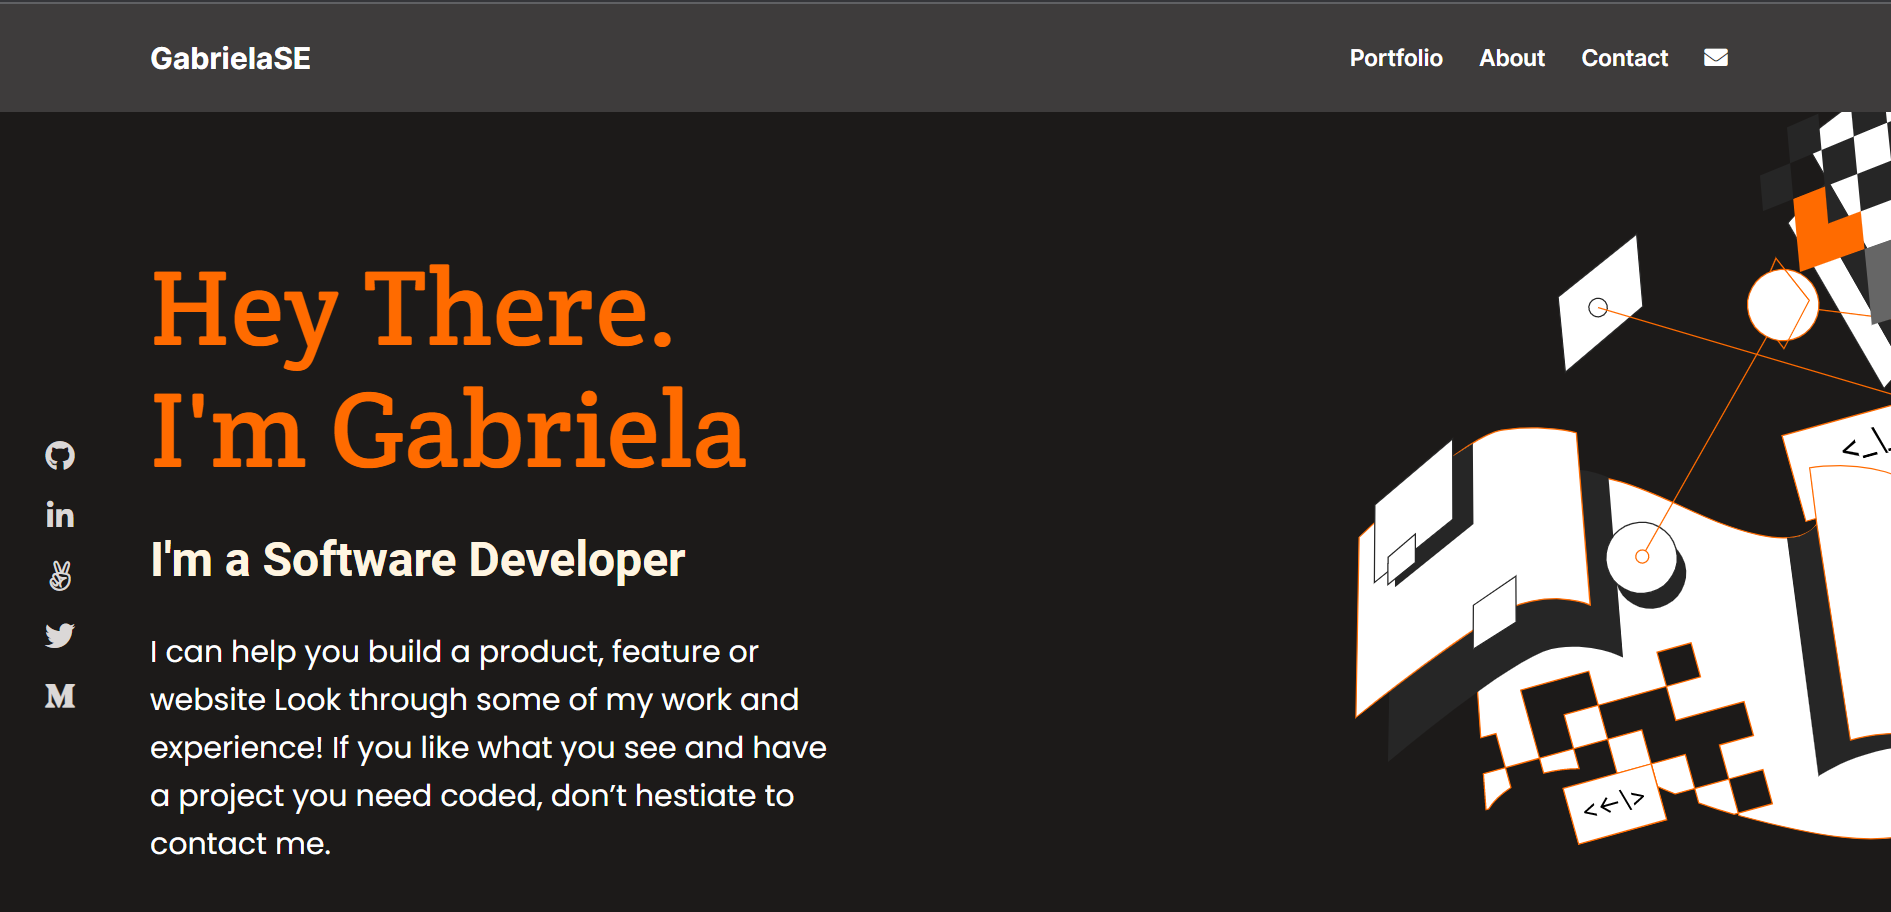 GabrielaSE
Portfolio About Contact
Hey There.
I'm Gabriela
I'm a Software Developer
I can help you build a product, feature or
website Look through some of my work and
experience! If you like what you see and have
a project you need coded, don’t hestiate to
contact me.
<_\
<←\>